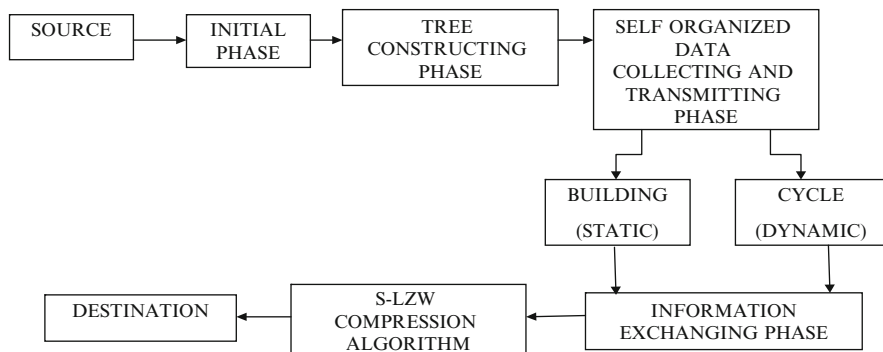 SOURCE
INITIAL
PHASE
TREE
CONSTRUCTING
PHASE
SELF ORGANIZED
DATA
COLLECTING AND
TRANSMITTING
PHASE
BUILDING
(STATIC)
CYCLE
(DYNAMIC)
INFORMATION
EXCHANGING PHASE
S-LZW
COMPRESSION
ALGORITHM
DESTINATION